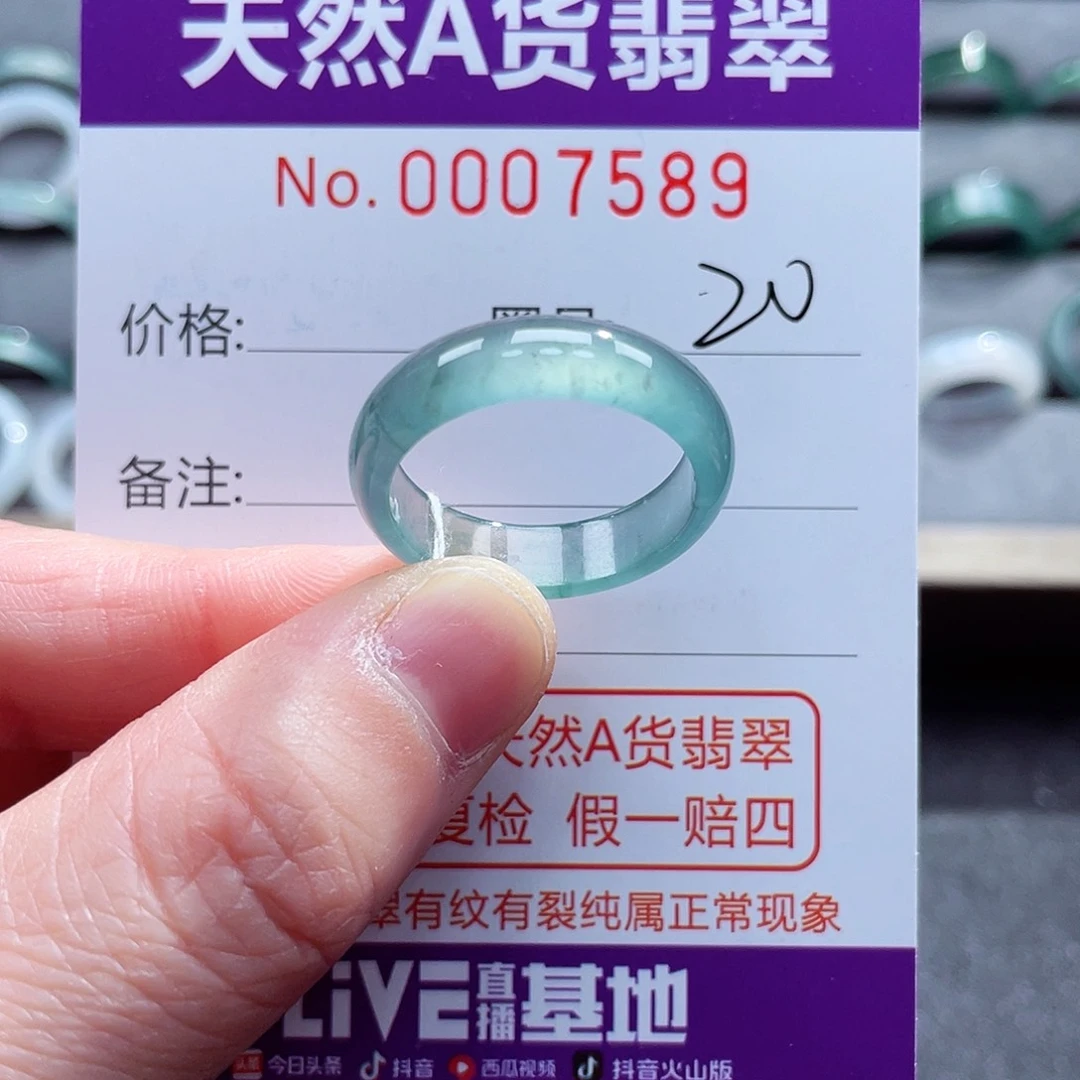 天然A货翡翠
No. 0007589
价格: 20
备注:
天然A货翡翠
复检 假一赔四
翠有纹有裂纯属正常现象
LiVE直播基地
头条 今日头条 抖音 西瓜视频 抖音火山版